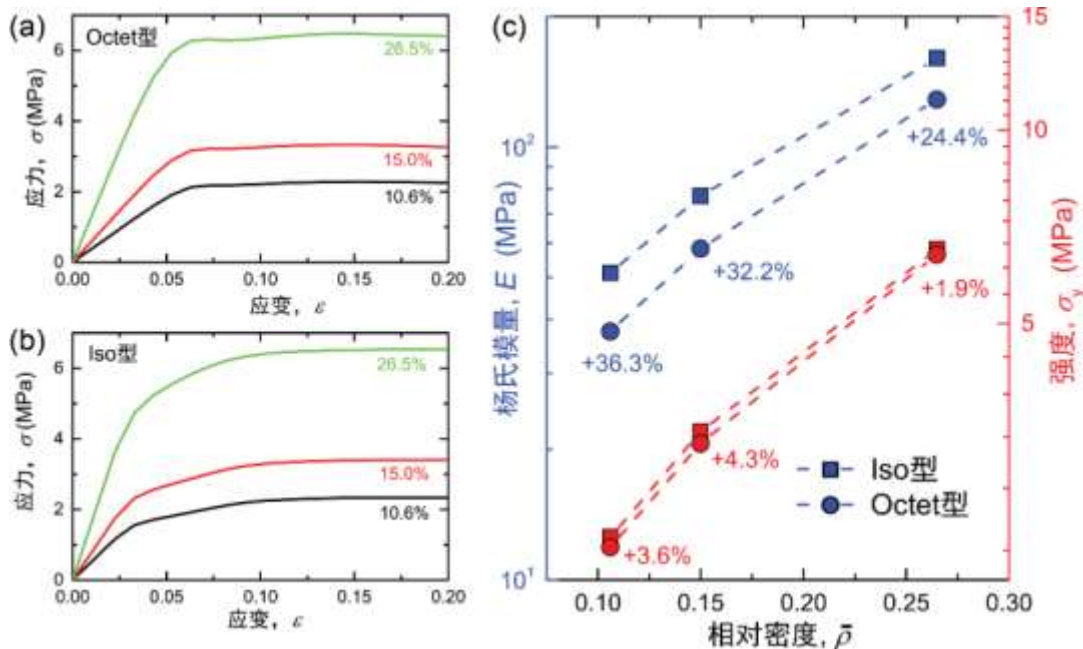 (a)
Octet型
26.5%
15.0%
10.6%
应力, σ (MPa)
6
4
2
0
0.00 0.05 0.10 0.15 0.20
应变, ε
(b)
Iso型
26.5%
15.0%
10.6%
应力, σ (MPa)
6
4
2
0
0.00 0.05 0.10 0.15 0.20
应变, ε
(c)
杨氏模量, E (MPa)
10²
10¹
+24.4%
+32.2%
+36.3%
+1.9%
+4.3%
+3.6%
Iso型
Octet型
15
10
5
强度, σy (MPa)
0.10 0.15 0.20 0.25 0.30
相对密度, ρ̄